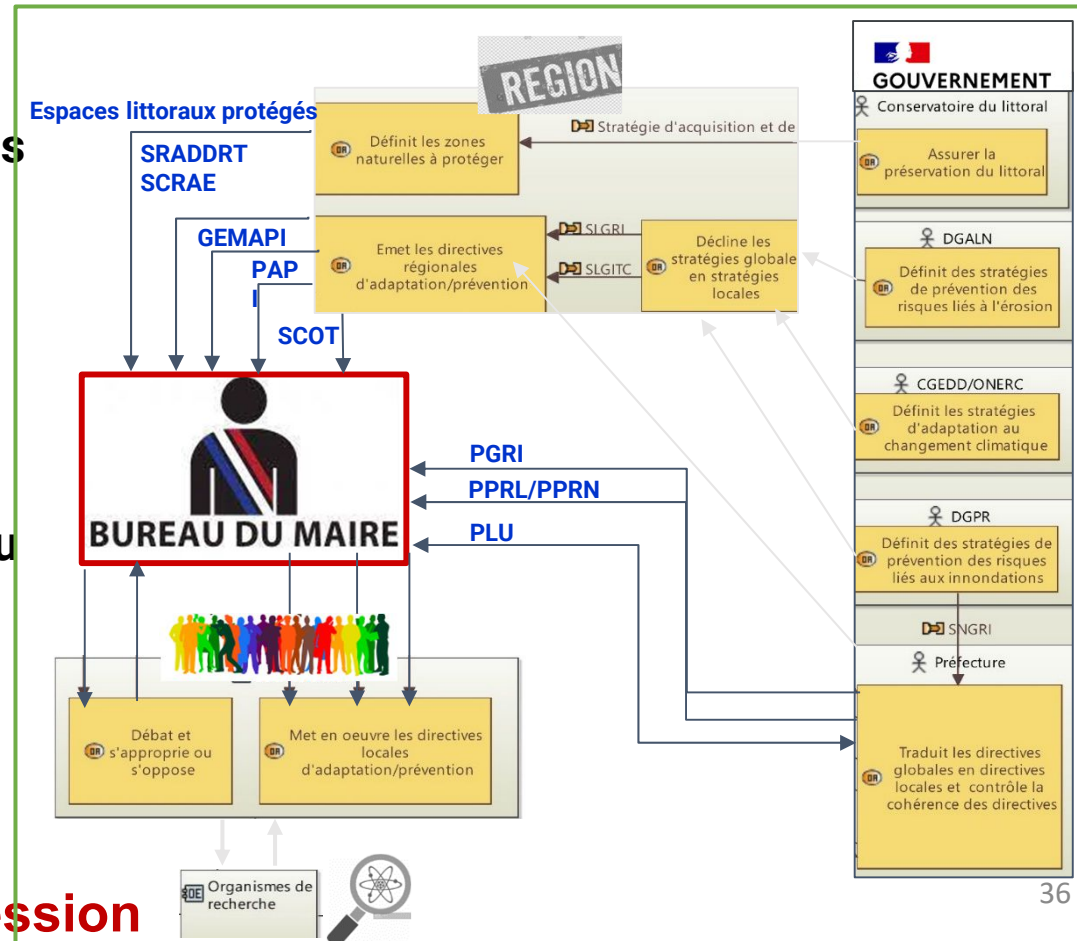 REGION
GOUVERNEMENT
Conservatoire du littoral
Assurer la
préservation du littoral
Stratégie d'acquisition et de
Espaces littoraux protégés
s
SRADDRT
SCRAE
GEMAPI
PAP
I
SCOT
Définit les zones
naturelles à protéger
Emet les directives
régionales
d'adaptation/prévention
SLGRI
SLGITC
Décline les
stratégies globale
en stratégies
locales
DGALN
Définit des stratégies
de prévention des
risques liés à l'érosion
CGEDD/ONERC
Définit les stratégies
d'adaptation au
changement climatique
DGPR
Définit des stratégies de
prévention des risques
liés aux innondations
SNGRI
Préfecture
Traduit les directives
globales en directives
locales et contrôle la
cohérence des directives
BUREAU DU MAIRE
u
PGRI
PPRL/PPRN
PLU
Débat et
s'approprie ou
s'oppose
Met en oeuvre les directives
locales
d'adaptation/prévention
Organismes de
recherche
ession
36